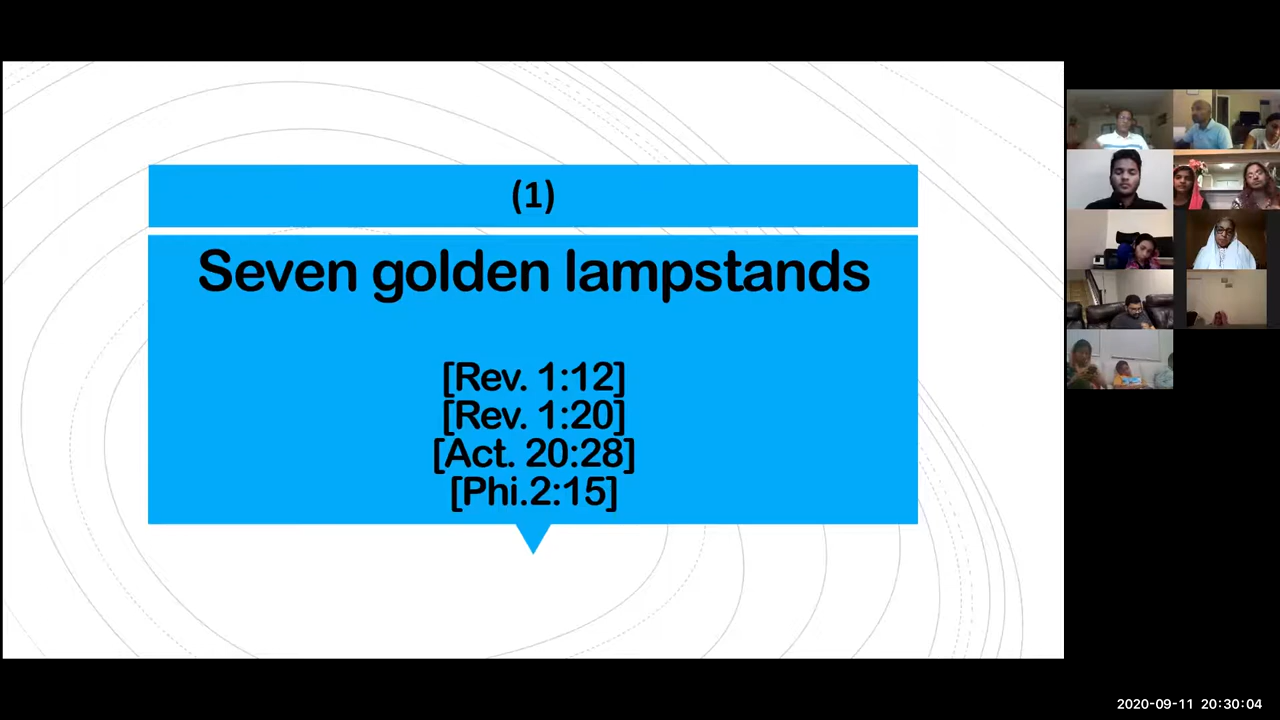 (1)
Seven golden lampstands
[Rev. 1:12]
[Rev. 1:20]
[Act. 20:28]
[Phi.2:15]
2020-09-11 20:30:04